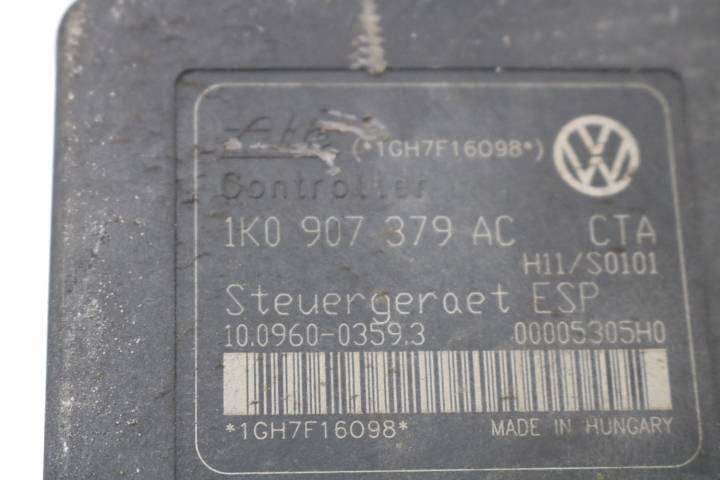 Ate (*1GH7F16098*)
Controller
1K0 907 379 AC CTA
H11/S0101
Steuergeraet ESP
10.0960-0359.3 00005305H0
*1GH7F16098* MADE IN HUNGARY